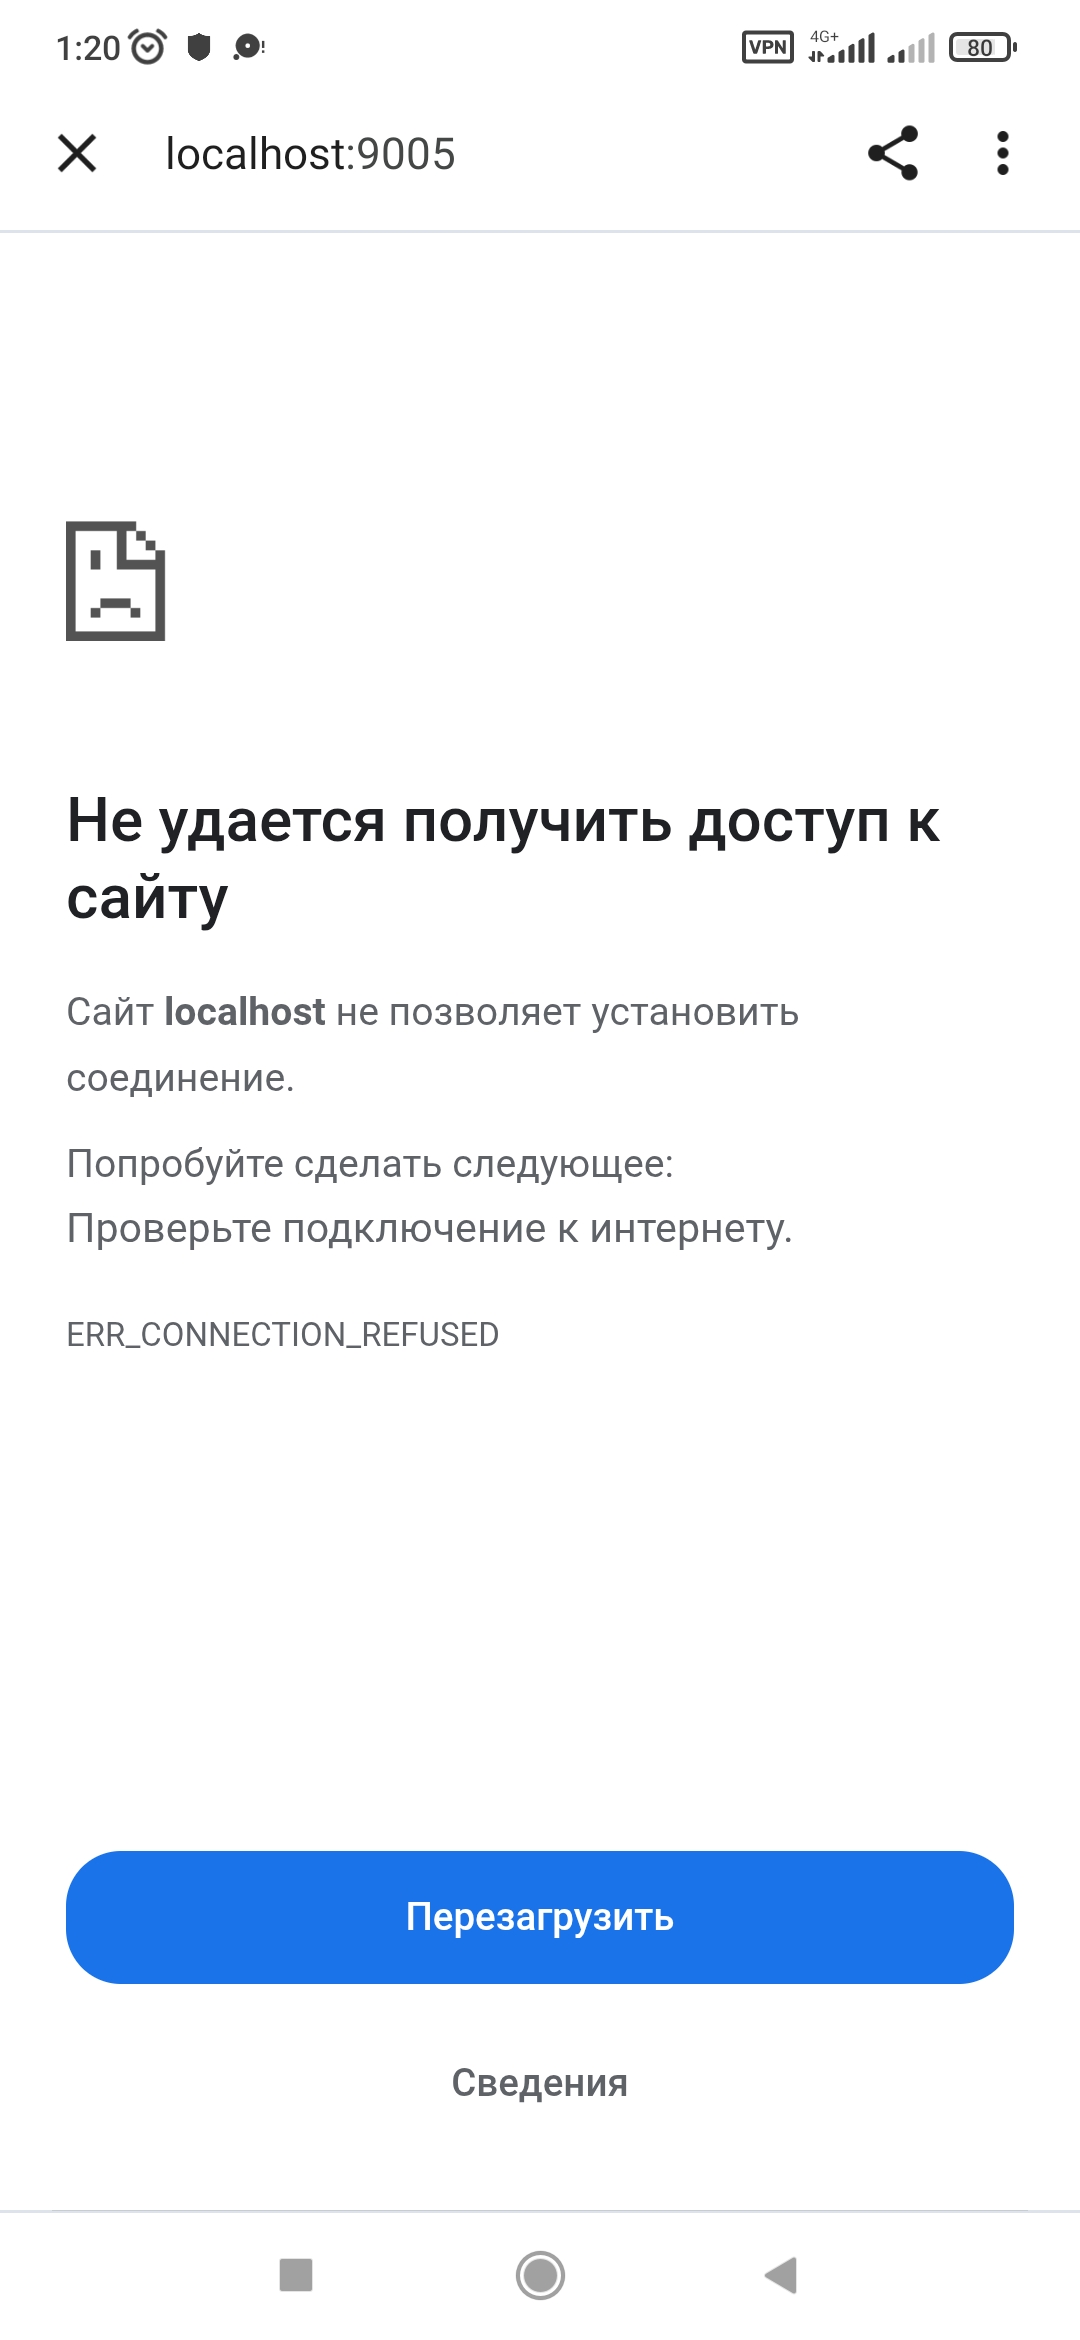 1:20
VPN 4G+ 80
localhost:9005
Не удается получить доступ к
сайту
Сайт localhost не позволяет установить
соединение.
Попробуйте сделать следующее:
Проверьте подключение к интернету.
ERR_CONNECTION_REFUSED
Перезагрузить
Сведения